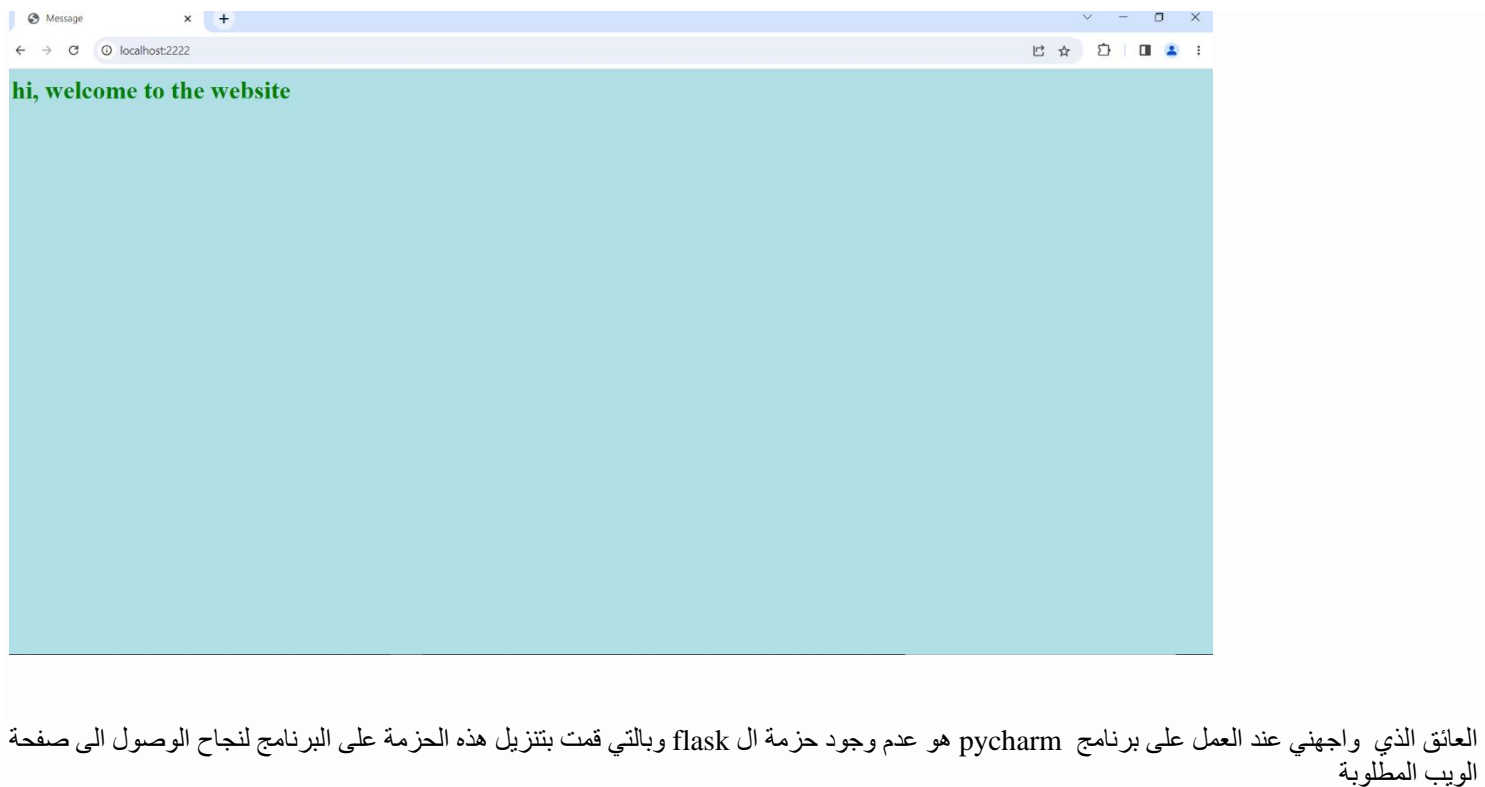 Message
localhost:2222
hi, welcome to the website
العائق الذي واجهني عند العمل على برنامج pycharm هو عدم وجود حزمة ال flask وبالتي قمت بتنزيل هذه الحزمة على البرنامج لنجاح الوصول الى صفحة
الويب المطلوبة